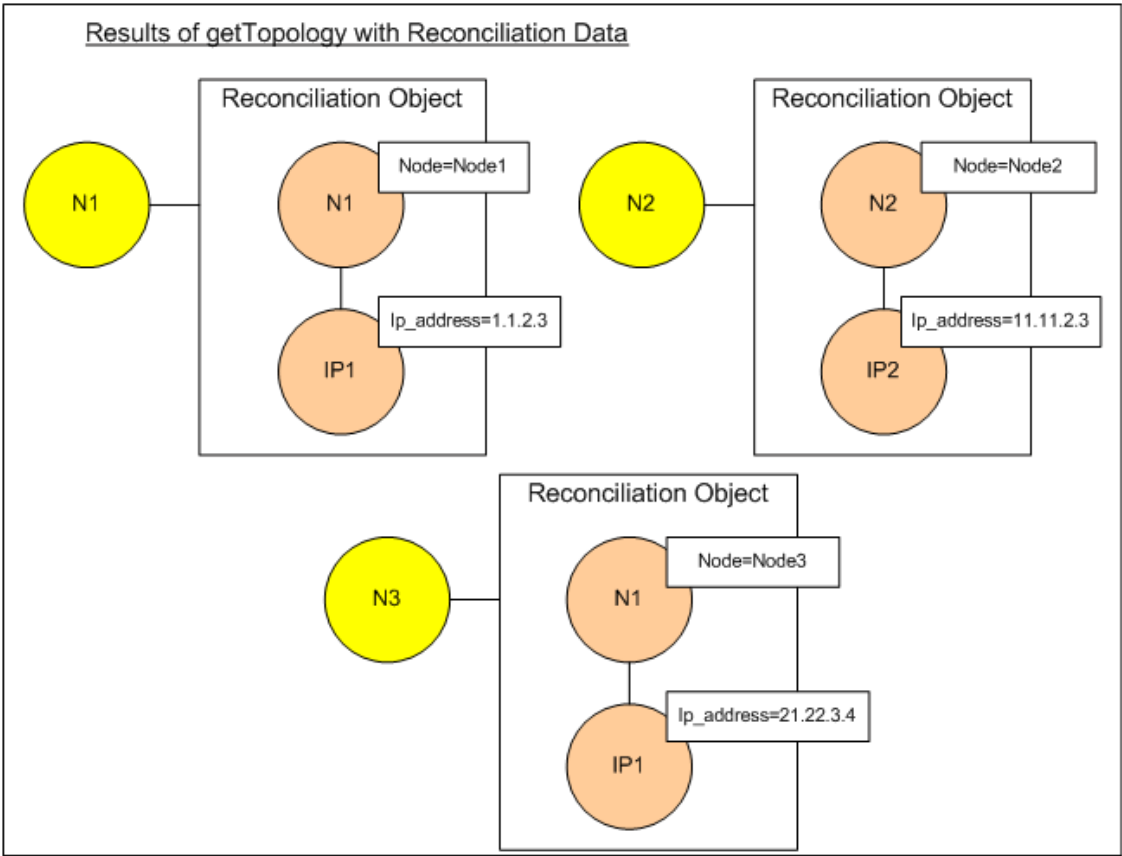 Results of getTopology with Reconciliation Data
Reconciliation Object
N1
N1
Node=Node1
IP1
Ip_address=1.1.2.3
Reconciliation Object
N2
N2
Node=Node2
IP2
Ip_address=11.11.2.3
Reconciliation Object
N3
N1
Node=Node3
IP1
Ip_address=21.22.3.4